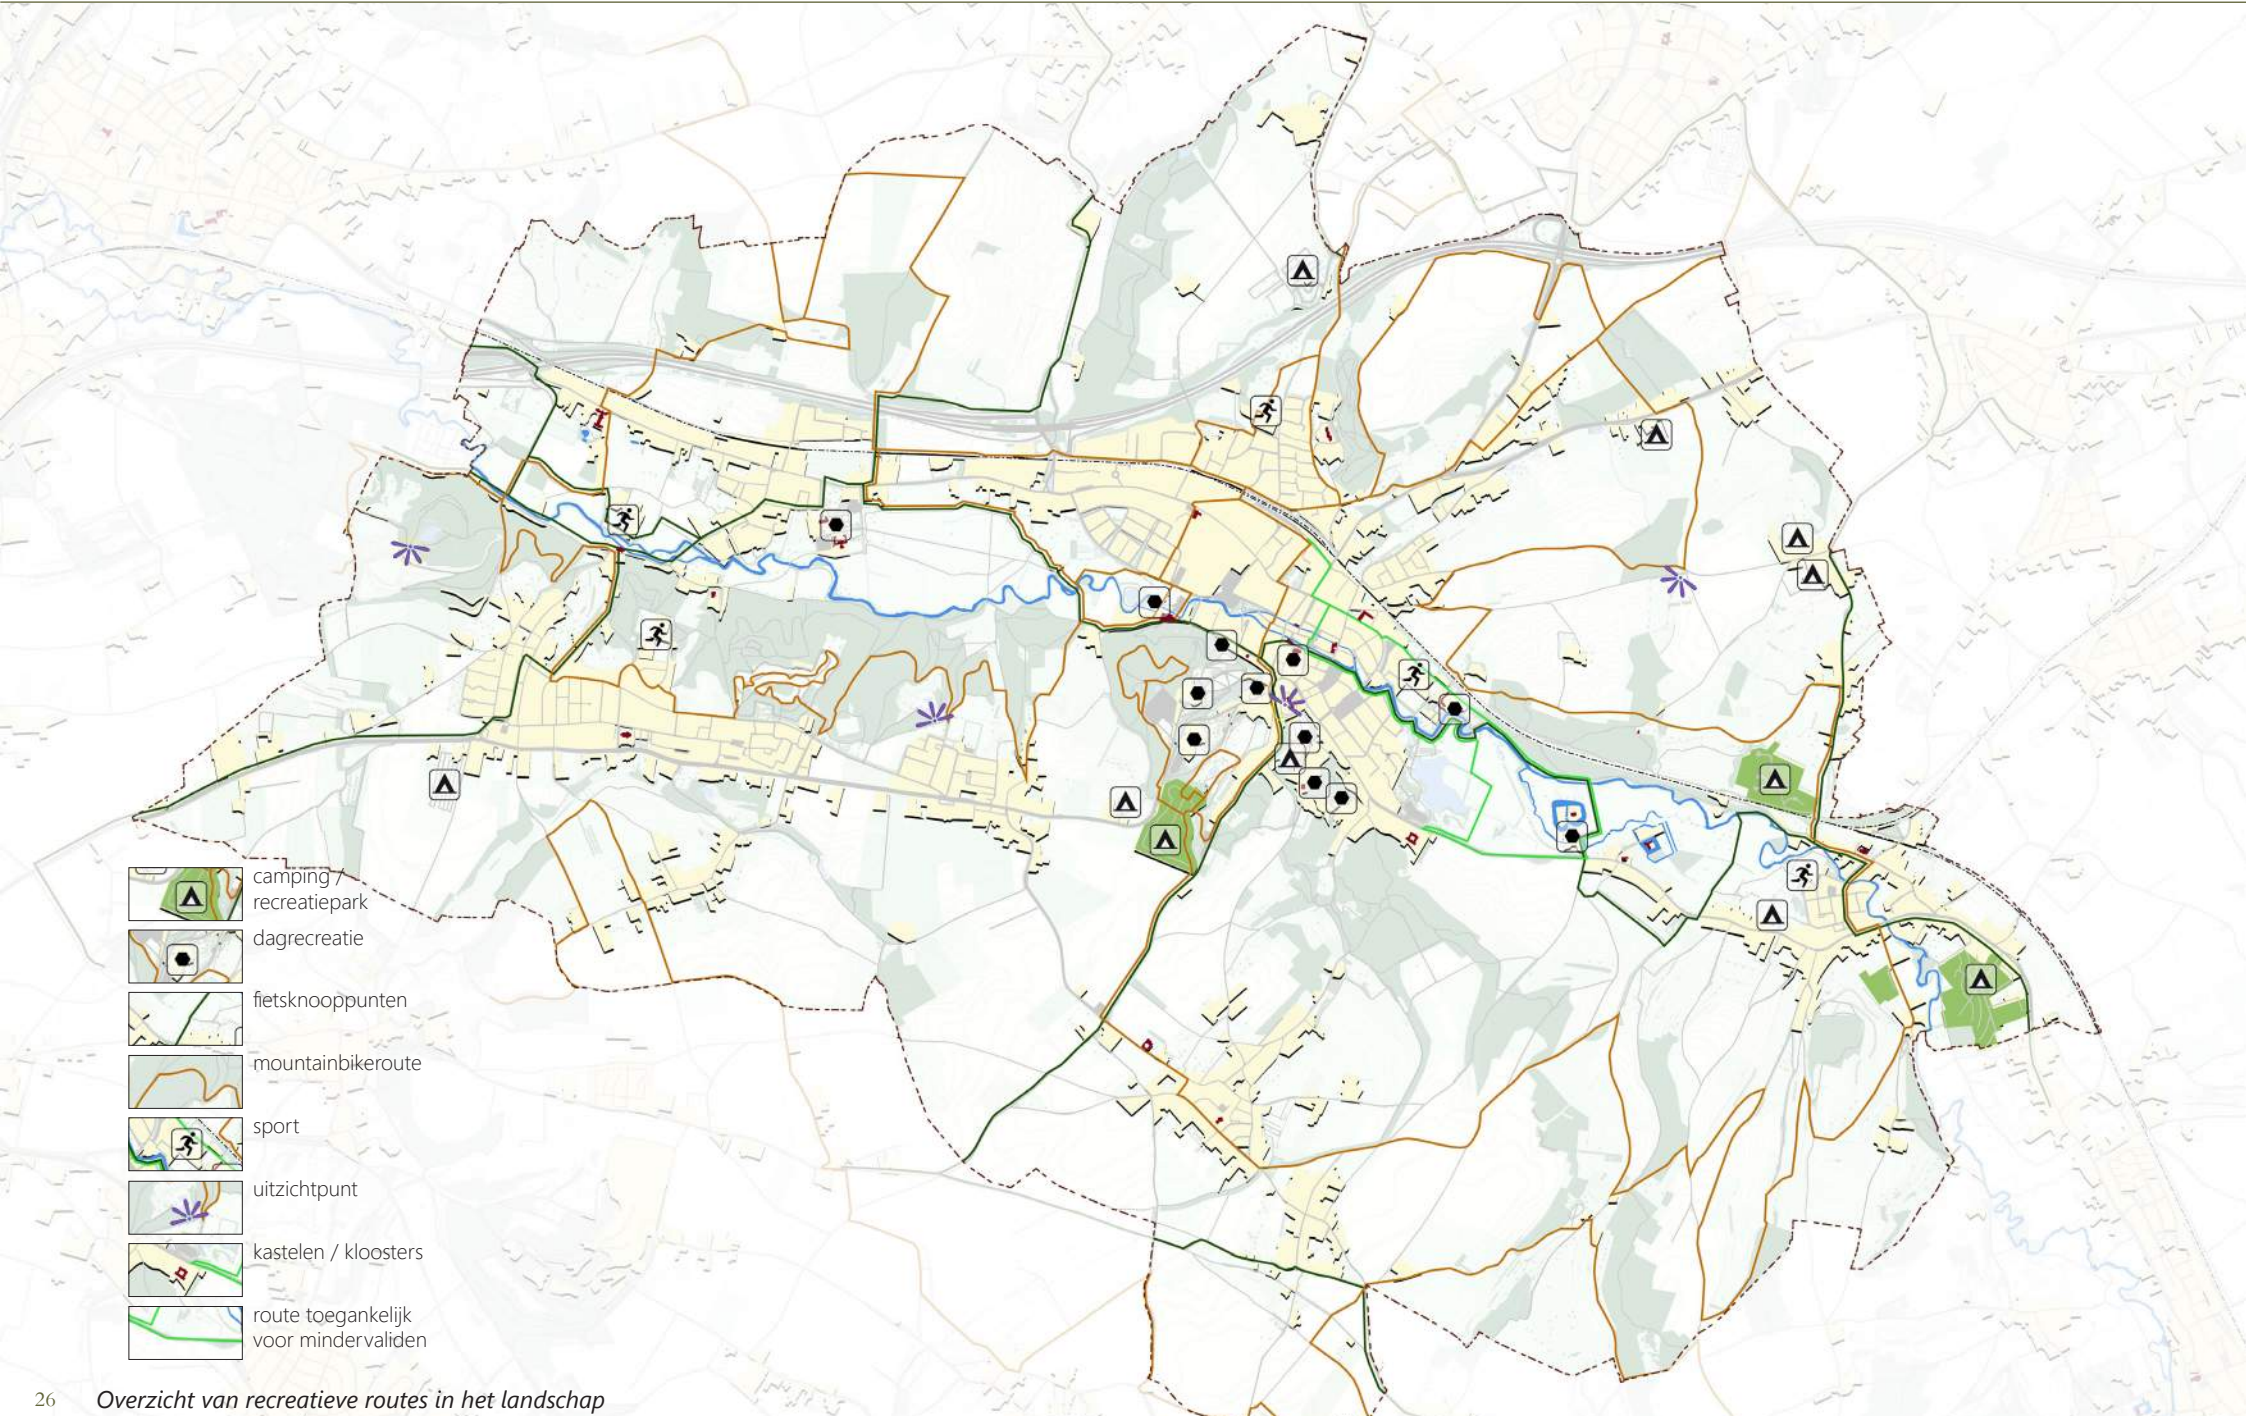 camping /
recreatiepark
dagrecreatie
fietsknooppunten
mountainbikeroute
sport
uitzichtpunt
kastelen / kloosters
route toegankelijk
voor mindervaliden
26 Overzicht van recreatieve routes in het landschap